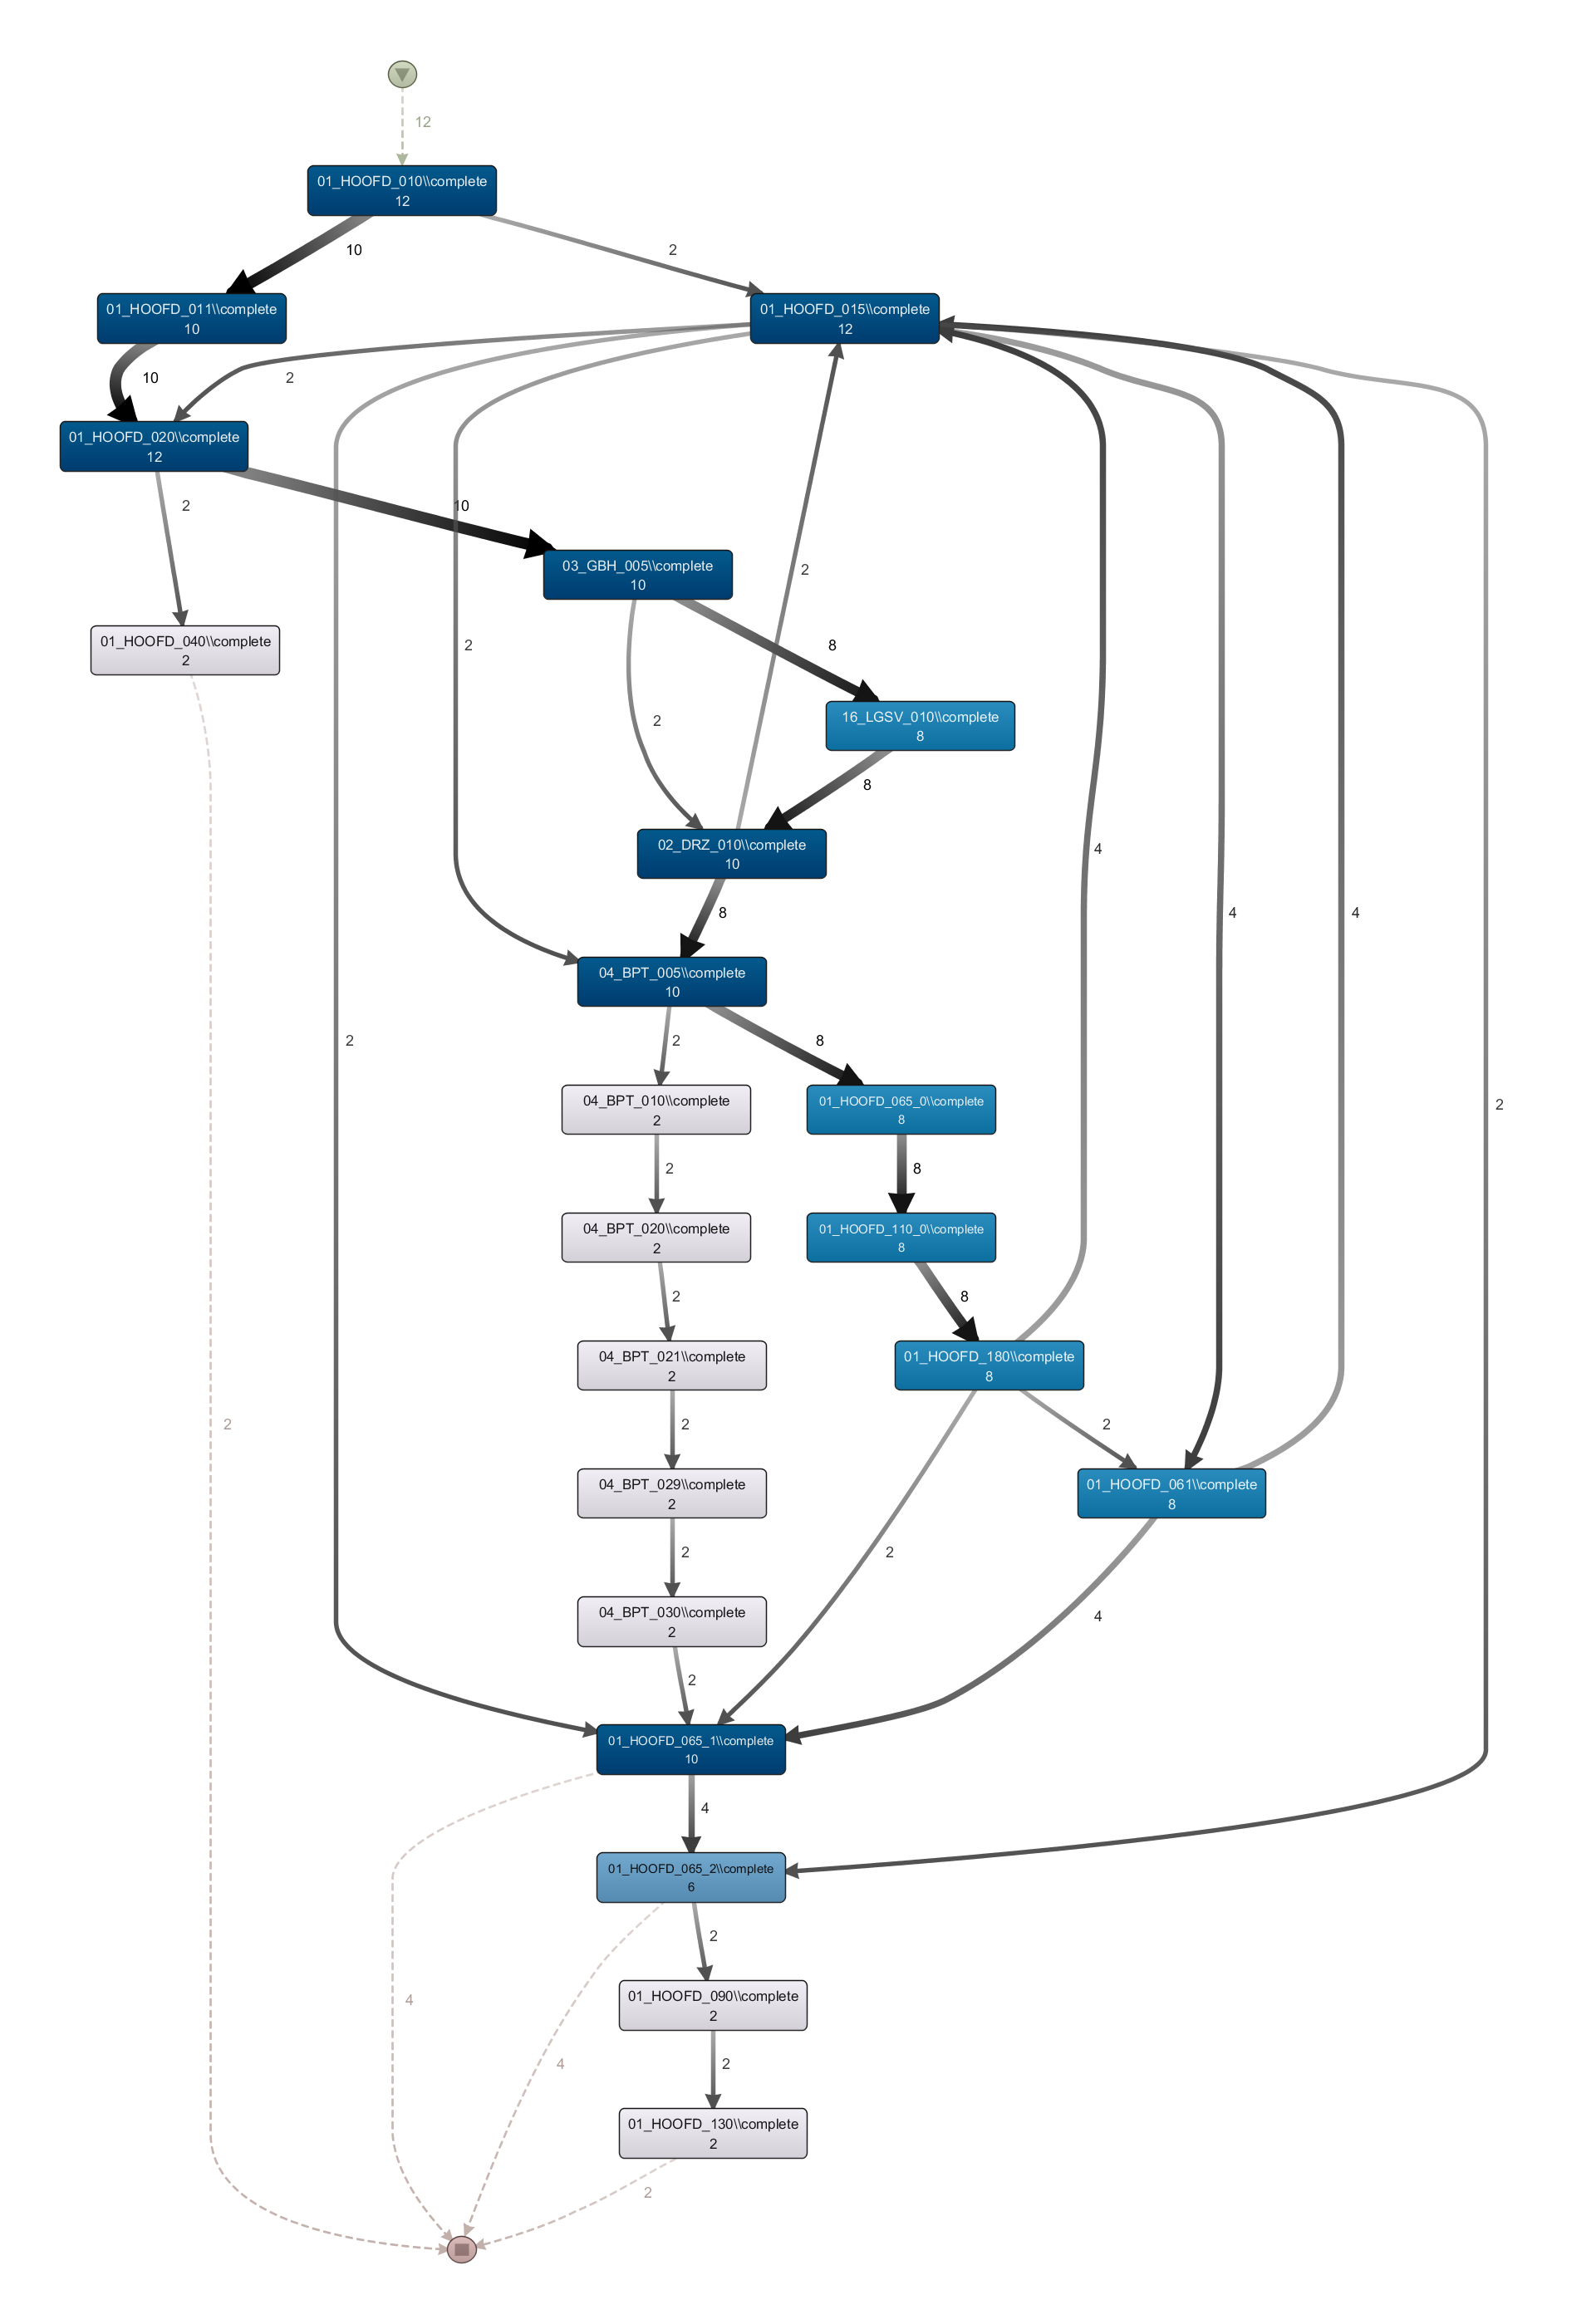 12
01_HOOFD_010\\complete
12
10
2
01_HOOFD_011\\complete
10
01_HOOFD_015\\complete
12
10
2
01_HOOFD_020\\complete
12
2
10
03_GBH_005\\complete
10
2
01_HOOFD_040\\complete
2
2
8
16_LGSV_010\\complete
8
2
8
02_DRZ_010\\complete
10
4
8
4
4
04_BPT_005\\complete
10
2
2
8
04_BPT_010\\complete
2
01_HOOFD_065_0\\complete
8
2
2
8
04_BPT_020\\complete
2
01_HOOFD_110_0\\complete
8
2
8
04_BPT_021\\complete
2
01_HOOFD_180\\complete
8
2
2
2
04_BPT_029\\complete
2
01_HOOFD_061\\complete
8
2
2
04_BPT_030\\complete
2
4
2
01_HOOFD_065_1\\complete
10
4
01_HOOFD_065_2\\complete
6
2
01_HOOFD_090\\complete
2
4
4
2
01_HOOFD_130\\complete
2
2